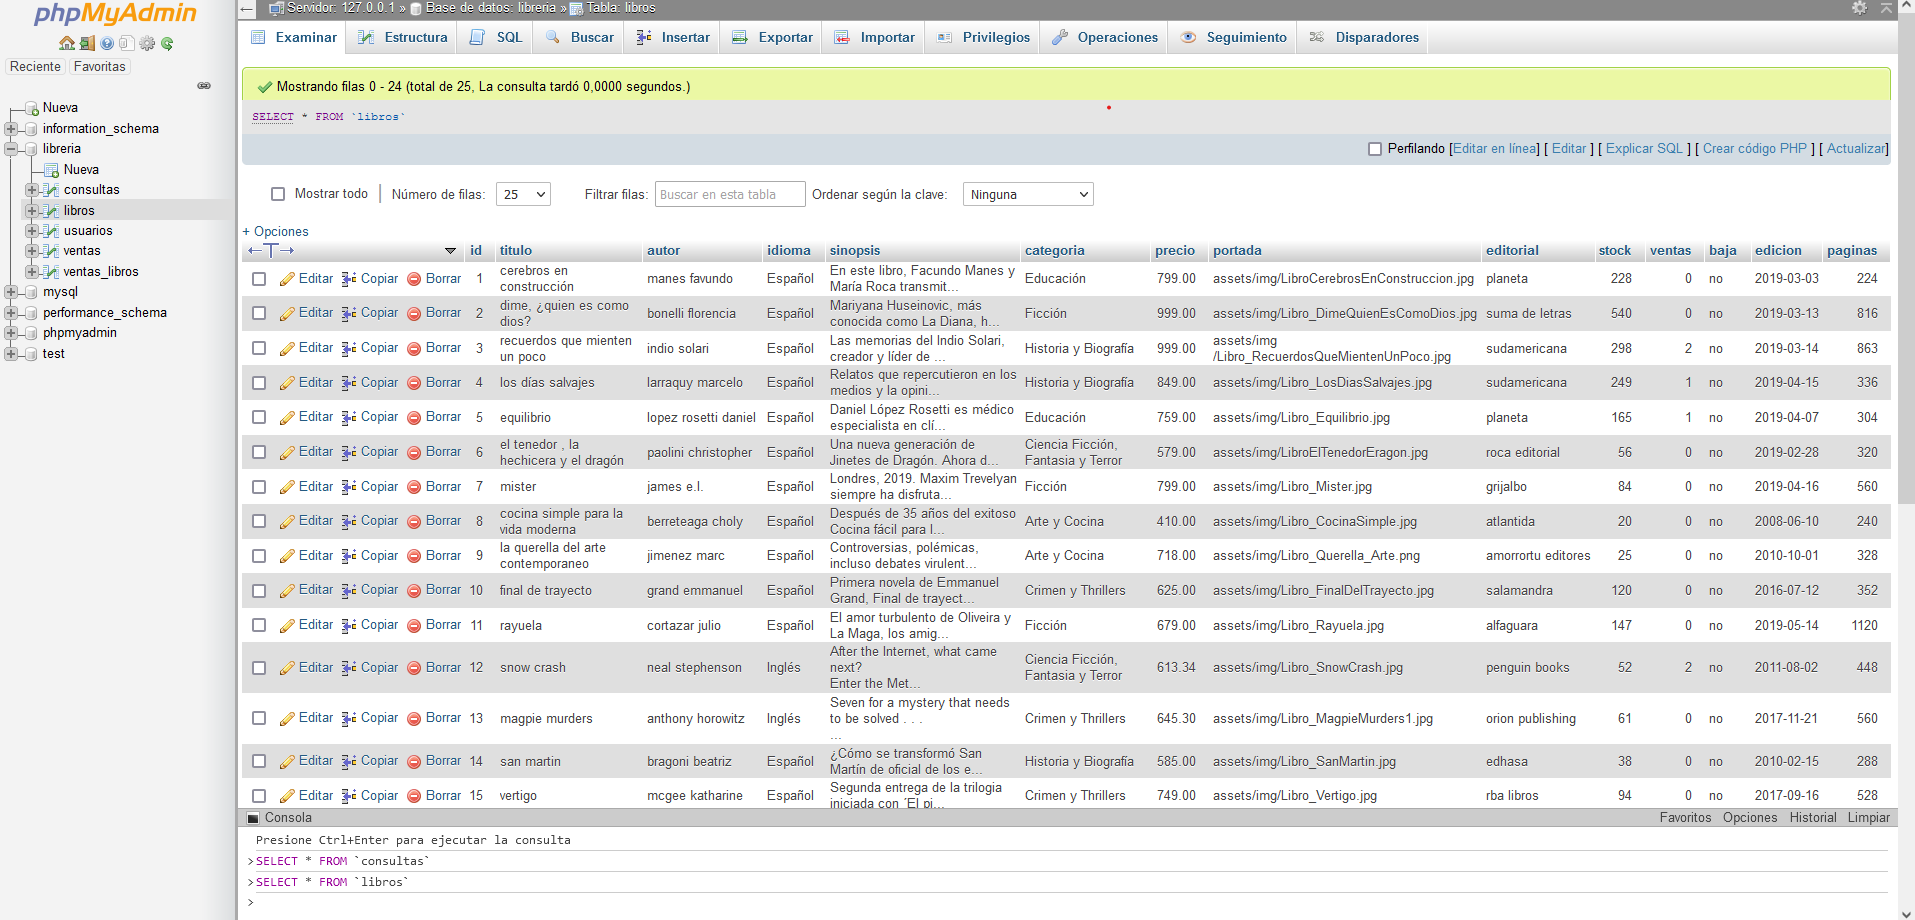 phpMyAdmin
Reciente Favoritas
Nueva
information_schema
libreria
Nueva
consultas
libros
usuarios
ventas
ventas_libros
mysql
performance_schema
phpmyadmin
test
Servidor: 127.0.0.1 » Base de datos: libreria » Tabla: libros
Examinar Estructura SQL Buscar Insertar Exportar Importar Privilegios Operaciones Seguimiento Disparadores
Mostrando filas 0 - 24 (total de 25, La consulta tardó 0,0000 segundos.)
SELECT * FROM `libros`
Perfilando [Editar en línea] [ Editar ] [ Explicar SQL ] [ Crear código PHP ] [ Actualizar]
Mostrar todo | Número de filas: 25 Filtrar filas: Buscar en esta tabla Ordenar según la clave: Ninguna
+ Opciones
←T→ id titulo autor idioma sinopsis categoria precio portada editorial stock ventas baja edicion paginas
Editar Copiar Borrar 1 cerebros en construcción manes favundo Español En este libro, Facundo Manes y María Roca transmit... Educación 799.00 assets/img/LibroCerebrosEnConstruccion.jpg planeta 228 0 no 2019-03-03 224
Editar Copiar Borrar 2 dime, ¿quien es como dios? bonelli florencia Español Mariyana Huseinovic, más conocida como La Diana, h... Ficción 999.00 assets/img/Libro_DimeQuienEsComoDios.jpg suma de letras 540 0 no 2019-03-13 816
Editar Copiar Borrar 3 recuerdos que mienten un poco indio solari Español Las memorias del Indio Solari, creador y líder de ... Historia y Biografía 999.00 assets/img/Libro_RecuerdosQueMientenUnPoco.jpg sudamericana 298 2 no 2019-03-14 863
Editar Copiar Borrar 4 los días salvajes larraquy marcelo Español Relatos que repercutieron en los medios y la opini... Historia y Biografía 849.00 assets/img/Libro_LosDiasSalvajes.jpg sudamericana 249 1 no 2019-04-15 336
Editar Copiar Borrar 5 equilibrio lopez rosetti daniel Español Daniel López Rosetti es médico especialista en clí... Educación 759.00 assets/img/Libro_Equilibrio.jpg planeta 165 1 no 2019-04-07 304
Editar Copiar Borrar 6 el tenedor , la hechicera y el dragón paolini christopher Español Una nueva generación de Jinetes de Dragón. Ahora d... Ciencia Ficción, Fantasia y Terror 579.00 assets/img/LibroElTenedorEragon.jpg roca editorial 56 0 no 2019-02-28 320
Editar Copiar Borrar 7 mister james e.l. Español Londres, 2019. Maxim Trevelyan siempre ha disfruta... Ficción 799.00 assets/img/Libro_Mister.jpg grijalbo 84 0 no 2019-04-16 560
Editar Copiar Borrar 8 cocina simple para la vida moderna berreteaga choly Español Después de 35 años del exitoso Cocina fácil para l... Arte y Cocina 410.00 assets/img/Libro_CocinaSimple.jpg atlantida 20 0 no 2008-06-10 240
Editar Copiar Borrar 9 la querella del arte contemporaneo jimenez marc Español Controversias, polémicas, incluso debates virulent... Arte y Cocina 718.00 assets/img/Libro_Querella_Arte.png amorrortu editores 25 0 no 2010-10-01 328
Editar Copiar Borrar 10 final de trayecto grand emmanuel Español Primera novela de Emmanuel Grand, Final de trayect... Crimen y Thrillers 625.00 assets/img/Libro_FinalDelTrayecto.jpg salamandra 120 0 no 2016-07-12 352
Editar Copiar Borrar 11 rayuela cortazar julio Español El amor turbulento de Oliveira y La Maga, los amig... Ficción 679.00 assets/img/Libro_Rayuela.jpg alfaguara 147 0 no 2019-05-14 1120
Editar Copiar Borrar 12 snow crash neal stephenson Inglés After the Internet, what came next? Enter the Met... Ciencia Ficción, Fantasia y Terror 613.34 assets/img/Libro_SnowCrash.jpg penguin books 52 2 no 2011-08-02 448
Editar Copiar Borrar 13 magpie murders anthony horowitz Inglés Seven for a mystery that needs to be solved . . . ... Crimen y Thrillers 645.30 assets/img/Libro_MagpieMurders1.jpg orion publishing 61 0 no 2017-11-21 560
Editar Copiar Borrar 14 san martin bragoni beatriz Español ¿Cómo se transformó San Martín de oficial de los e... Historia y Biografía 585.00 assets/img/Libro_SanMartin.jpg edhasa 38 0 no 2010-02-15 288
Editar Copiar Borrar 15 vertigo mcgee katharine Español Segunda entrega de la trilogia iniciada con ´El pi... Crimen y Thrillers 749.00 assets/img/Libro_Vertigo.jpg rba libros 94 0 no 2017-09-16 528
Consola Favoritos Opciones Historial Limpiar
Presione Ctrl+Enter para ejecutar la consulta
>SELECT * FROM `consultas`
>SELECT * FROM `libros`
>